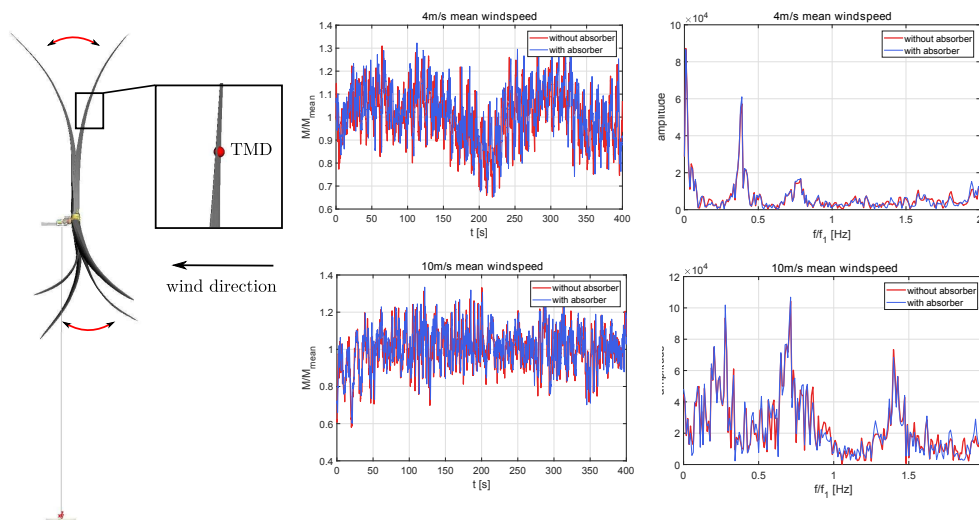 TMD
wind direction
4m/s mean windspeed
without absorber
with absorber
M/M_mean
1.4
1.3
1.2
1.1
1
0.9
0.8
0.7
0.6
0 50 100 150 200 250 300 350 400
t [s]
4m/s mean windspeed
×10^4
without absorber
with absorber
amplitude
10
8
6
4
2
0
0 0.5 1 1.5 2
f/f_1 [Hz]
10m/s mean windspeed
without absorber
with absorber
M/M_mean
1.4
1.2
1
0.8
0.6
0.4
0 50 100 150 200 250 300 350 400
t [s]
10m/s mean windspeed
×10^4
without absorber
with absorber
amplitude
12
10
8
6
4
2
0
0 0.5 1 1.5
f/f_1 [Hz]